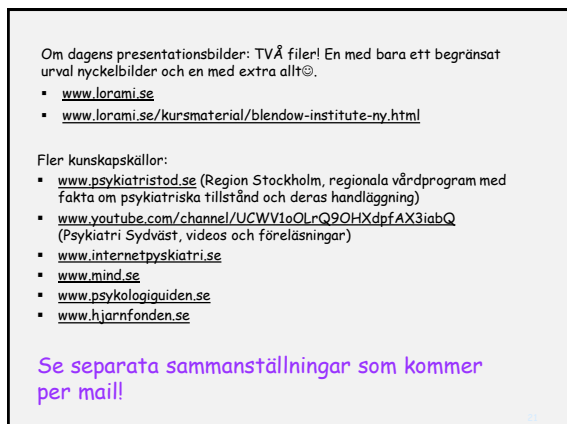 Om dagens presentationsbilder: TVÅ filer! En med bara ett begränsat
urval nyckelbilder och en med extra allt☺.
▪ www.lorami.se
▪ www.lorami.se/kursmaterial/blendow-institute-ny.html
Fler kunskapskällor:
▪ www.psykiatristod.se (Region Stockholm, regionala vårdprogram med
fakta om psykiatriska tillstånd och deras handläggning)
▪ www.youtube.com/channel/UCWV1oOLrQ9OHXdpfAX3iabQ
(Psykiatri Sydväst, videos och föreläsningar)
▪ www.internetpyskiatri.se
▪ www.mind.se
▪ www.psykologiguiden.se
▪ www.hjarnfonden.se
Se separata sammanställningar som kommer
per mail!